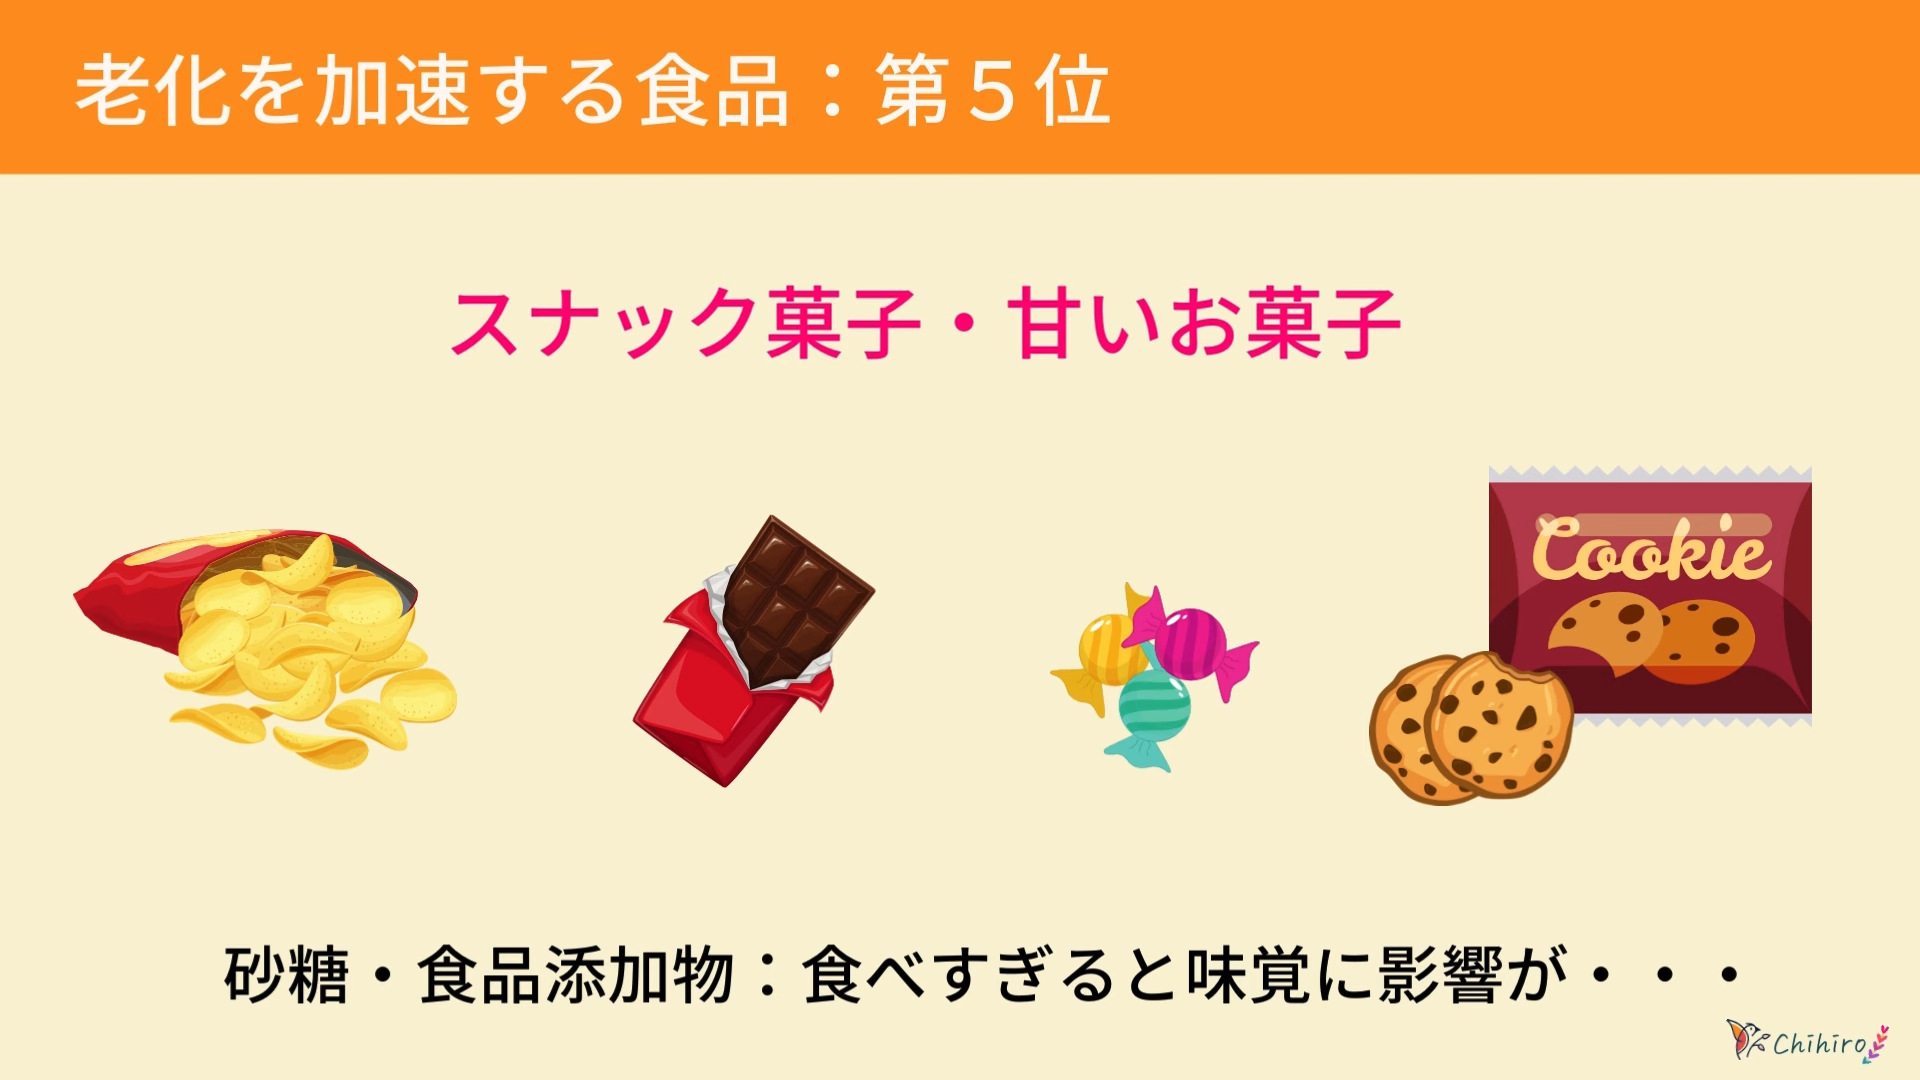 老化を加速する食品：第５位
スナック菓子・甘いお菓子
Cookie
砂糖・食品添加物：食べすぎると味覚に影響が・・・
Chihiro